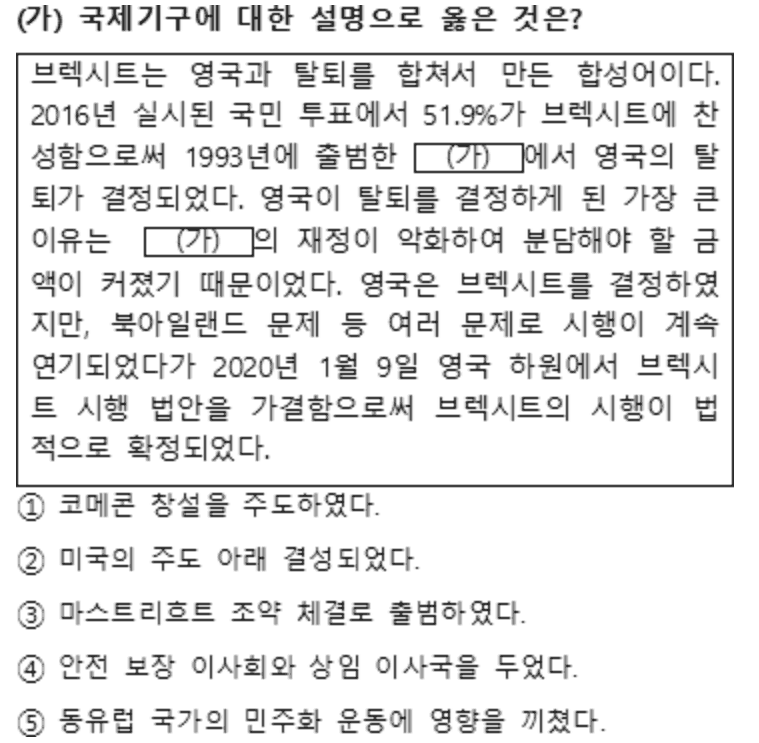 (가) 국제기구에 대한 설명으로 옳은 것은?
브렉시트는 영국과 탈퇴를 합쳐서 만든 합성어이다.
2016년 실시된 국민 투표에서 51.9%가 브렉시트에 찬
성함으로써 1993년에 출범한 (가) 에서 영국의 탈
퇴가 결정되었다. 영국이 탈퇴를 결정하게 된 가장 큰
이유는 (가) 의 재정이 악화하여 분담해야 할 금
액이 커졌기 때문이었다. 영국은 브렉시트를 결정하였
지만, 북아일랜드 문제 등 여러 문제로 시행이 계속
연기되었다가 2020년 1월 9일 영국 하원에서 브렉시
트 시행 법안을 가결함으로써 브렉시트의 시행이 법
적으로 확정되었다.
① 코메콘 창설을 주도하였다.
② 미국의 주도 아래 결성되었다.
③ 마스트리흐트 조약 체결로 출범하였다.
④ 안전 보장 이사회와 상임 이사국을 두었다.
⑤ 동유럽 국가의 민주화 운동에 영향을 끼쳤다.